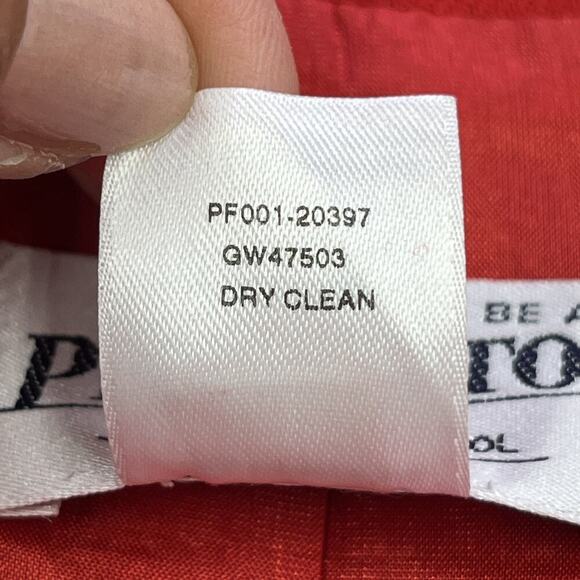 PF001-20397
GW47503
DRY CLEAN
BE A